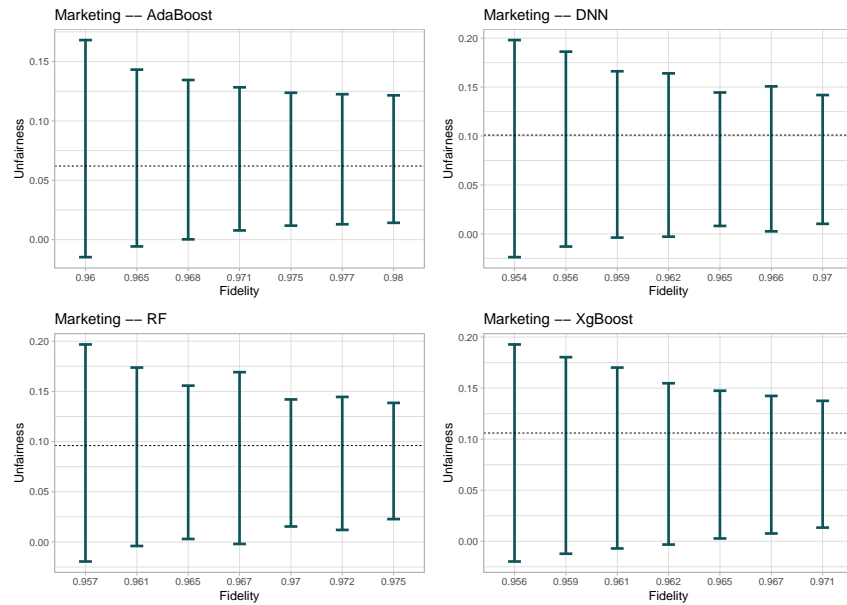 Marketing −− AdaBoost
Unfairness
0.15
0.10
0.05
0.00
0.96 0.965 0.968 0.971 0.975 0.977 0.98
Fidelity
Marketing −− DNN
Unfairness
0.20
0.15
0.10
0.05
0.00
0.954 0.956 0.959 0.962 0.965 0.966 0.97
Fidelity
Marketing −− RF
Unfairness
0.20
0.15
0.10
0.05
0.00
0.957 0.961 0.965 0.967 0.97 0.972 0.975
Fidelity
Marketing −− XgBoost
Unfairness
0.20
0.15
0.10
0.05
0.00
0.956 0.959 0.961 0.962 0.965 0.967 0.971
Fidelity